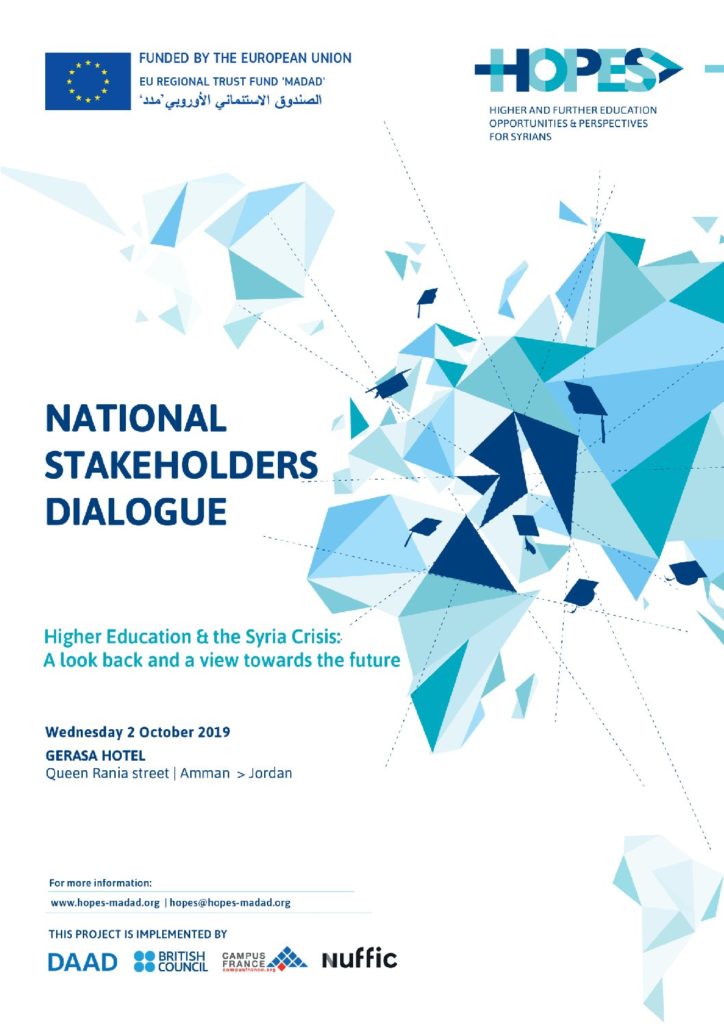 FUNDED BY THE EUROPEAN UNION
EU REGIONAL TRUST FUND 'MADAD'
الصندوق الاستئماني الأوروبي 'مدد'
HOPES
HIGHER AND FURTHER EDUCATION
OPPORTUNITIES & PERSPECTIVES
FOR SYRIANS
NATIONAL
STAKEHOLDERS
DIALOGUE
Higher Education & the Syria Crisis:
A look back and a view towards the future
Wednesday 2 October 2019
GERASA HOTEL
Queen Rania street | Amman > Jordan
For more information:
www.hopes-madad.org | hopes@hopes-madad.org
THIS PROJECT IS IMPLEMENTED BY
DAAD
BRITISH
COUNCIL
CAMPUS
FRANCE
campusfrance.org
nuffic